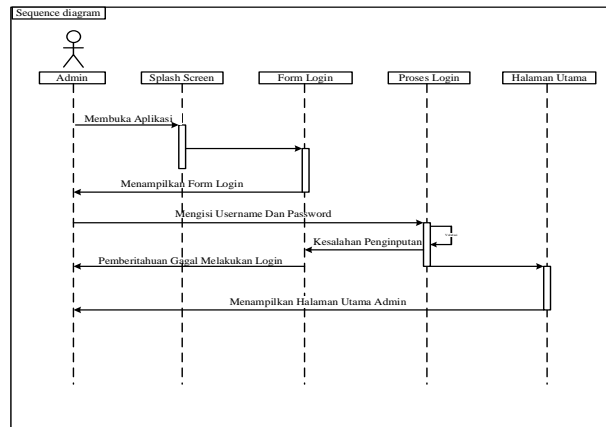 Sequence diagram
Admin
Splash Screen
Form Login
Proses Login
Halaman Utama
Membuka Aplikasi
Menampilkan Form Login
Mengisi Username Dan Password
Kesalahan Penginputan
Pemberitahuan Gagal Melakukan Login
Menampilkan Halaman Utama Admin